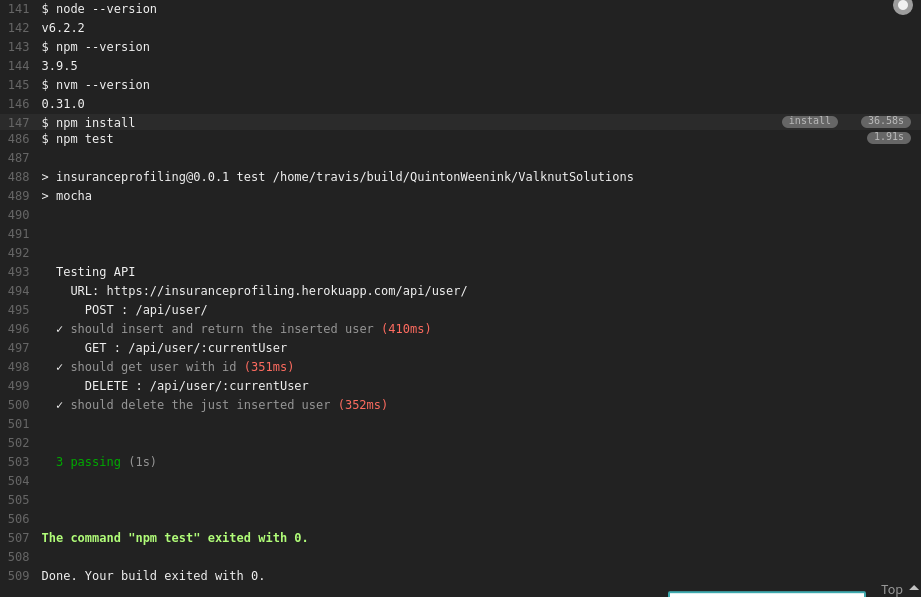 141 $ node --version
142 v6.2.2
143 $ npm --version
144 3.9.5
145 $ nvm --version
146 0.31.0
147 $ npm install install 36.58s
486 $ npm test 1.91s
487
488 > insuranceprofiling@0.0.1 test /home/travis/build/QuintonWeenink/ValknutSolutions
489 > mocha
490
491
492
493 Testing API
494 URL: https://insuranceprofiling.herokuapp.com/api/user/
495 POST : /api/user/
496 ✓ should insert and return the inserted user (410ms)
497 GET : /api/user/:currentUser
498 ✓ should get user with id (351ms)
499 DELETE : /api/user/:currentUser
500 ✓ should delete the just inserted user (352ms)
501
502
503 3 passing (1s)
504
505
506
507 The command "npm test" exited with 0.
508
509 Done. Your build exited with 0.
Top